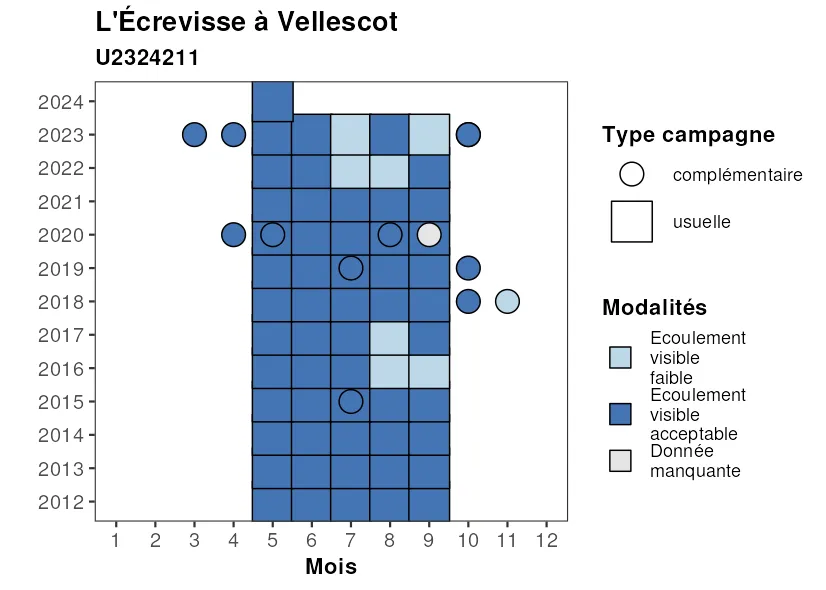 L'Écrevisse à Vellescot
U2324211
2024
2023
2022
2021
2020
2019
2018
2017
2016
2015
2014
2013
2012
1 2 3 4 5 6 7 8 9 10 11 12
Mois
Type campagne
complémentaire
usuelle
Modalités
Ecoulement
visible
faible
Ecoulement
visible
acceptable
Donnée
manquante